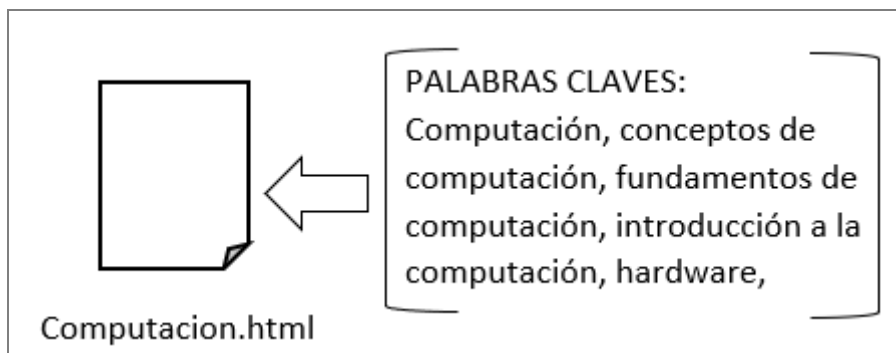 PALABRAS CLAVES:
Computación, conceptos de
computación, fundamentos de
computación, introducción a la
computación, hardware,
Computacion.html